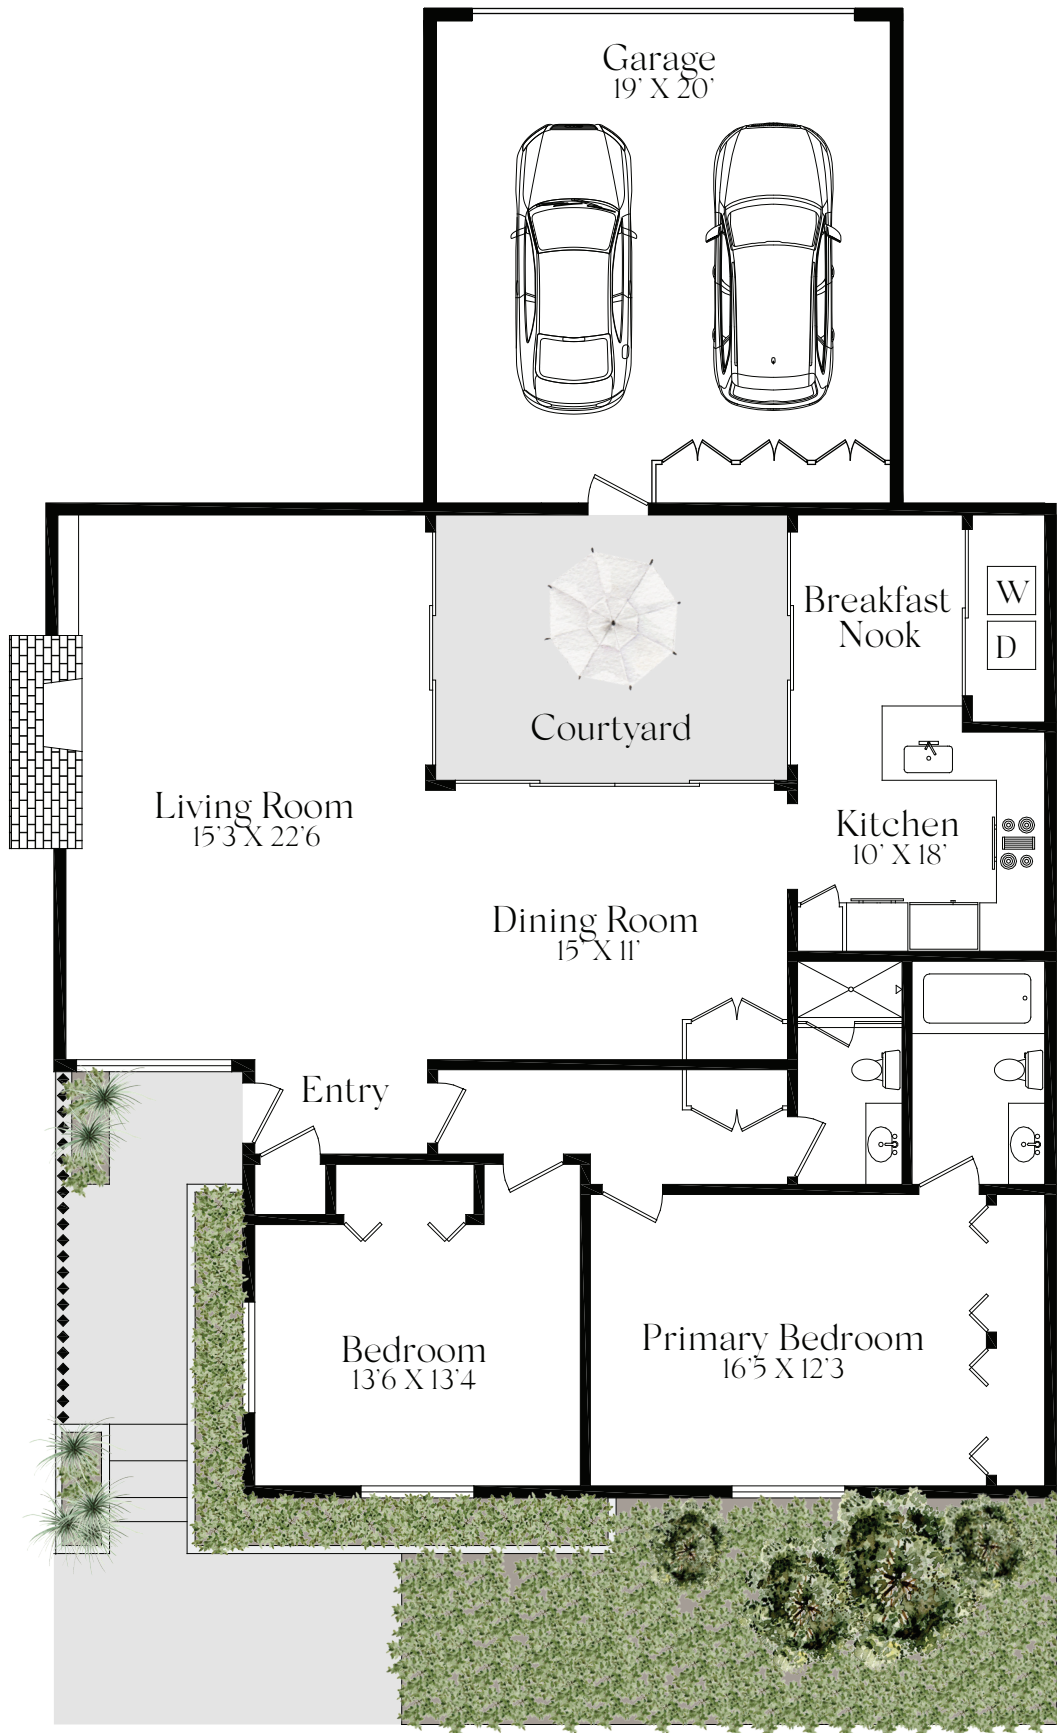 Garage
19' X 20'
Breakfast
Nook
W
D
Courtyard
Living Room
15'3 X 22'6
Kitchen
10' X 18'
Dining Room
15' X 11'
Entry
Bedroom
13'6 X 13'4
Primary Bedroom
16'5 X 12'3